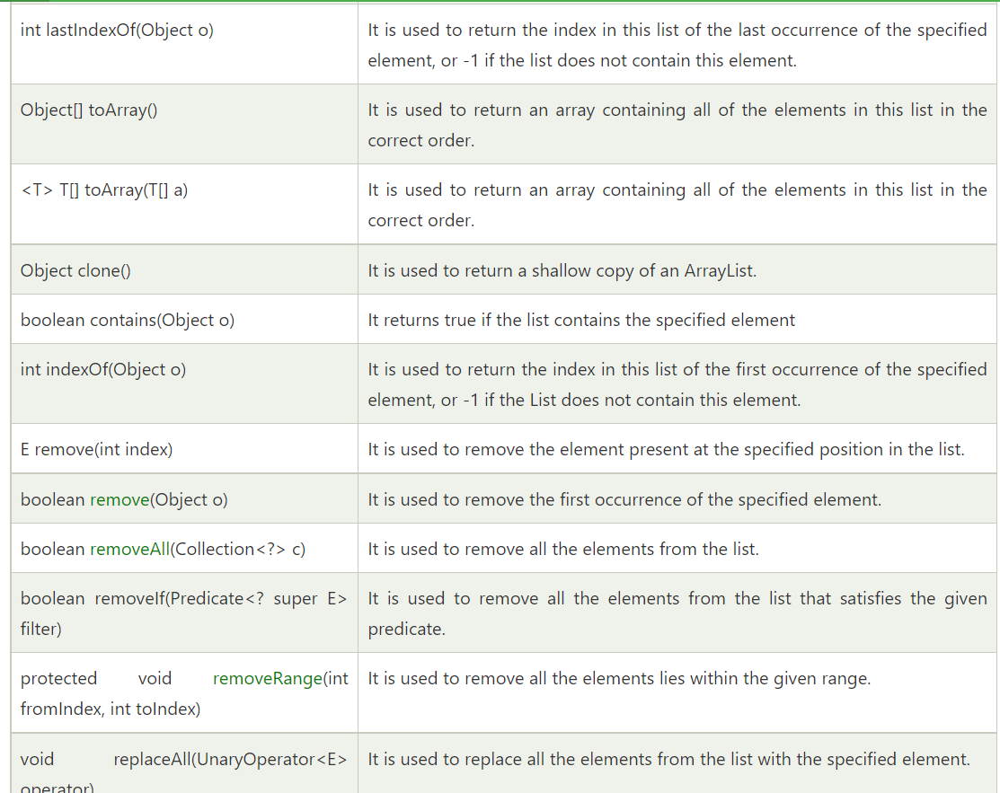 int lastIndexOf(Object o)
It is used to return the index in this list of the last occurrence of the specified
element, or -1 if the list does not contain this element.
Object[] toArray()
It is used to return an array containing all of the elements in this list in the
correct order.
<T> T[] toArray(T[] a)
It is used to return an array containing all of the elements in this list in the
correct order.
Object clone()
It is used to return a shallow copy of an ArrayList.
boolean contains(Object o)
It returns true if the list contains the specified element
int indexOf(Object o)
It is used to return the index in this list of the first occurrence of the specified
element, or -1 if the List does not contain this element.
E remove(int index)
It is used to remove the element present at the specified position in the list.
boolean remove(Object o)
It is used to remove the first occurrence of the specified element.
boolean removeAll(Collection<?> c)
It is used to remove all the elements from the list.
boolean removeIf(Predicate<? super E>
filter)
It is used to remove all the elements from the list that satisfies the given
predicate.
protected void removeRange(int
fromIndex, int toIndex)
It is used to remove all the elements lies within the given range.
void replaceAll(UnaryOperator<E>
operator)
It is used to replace all the elements from the list with the specified element.